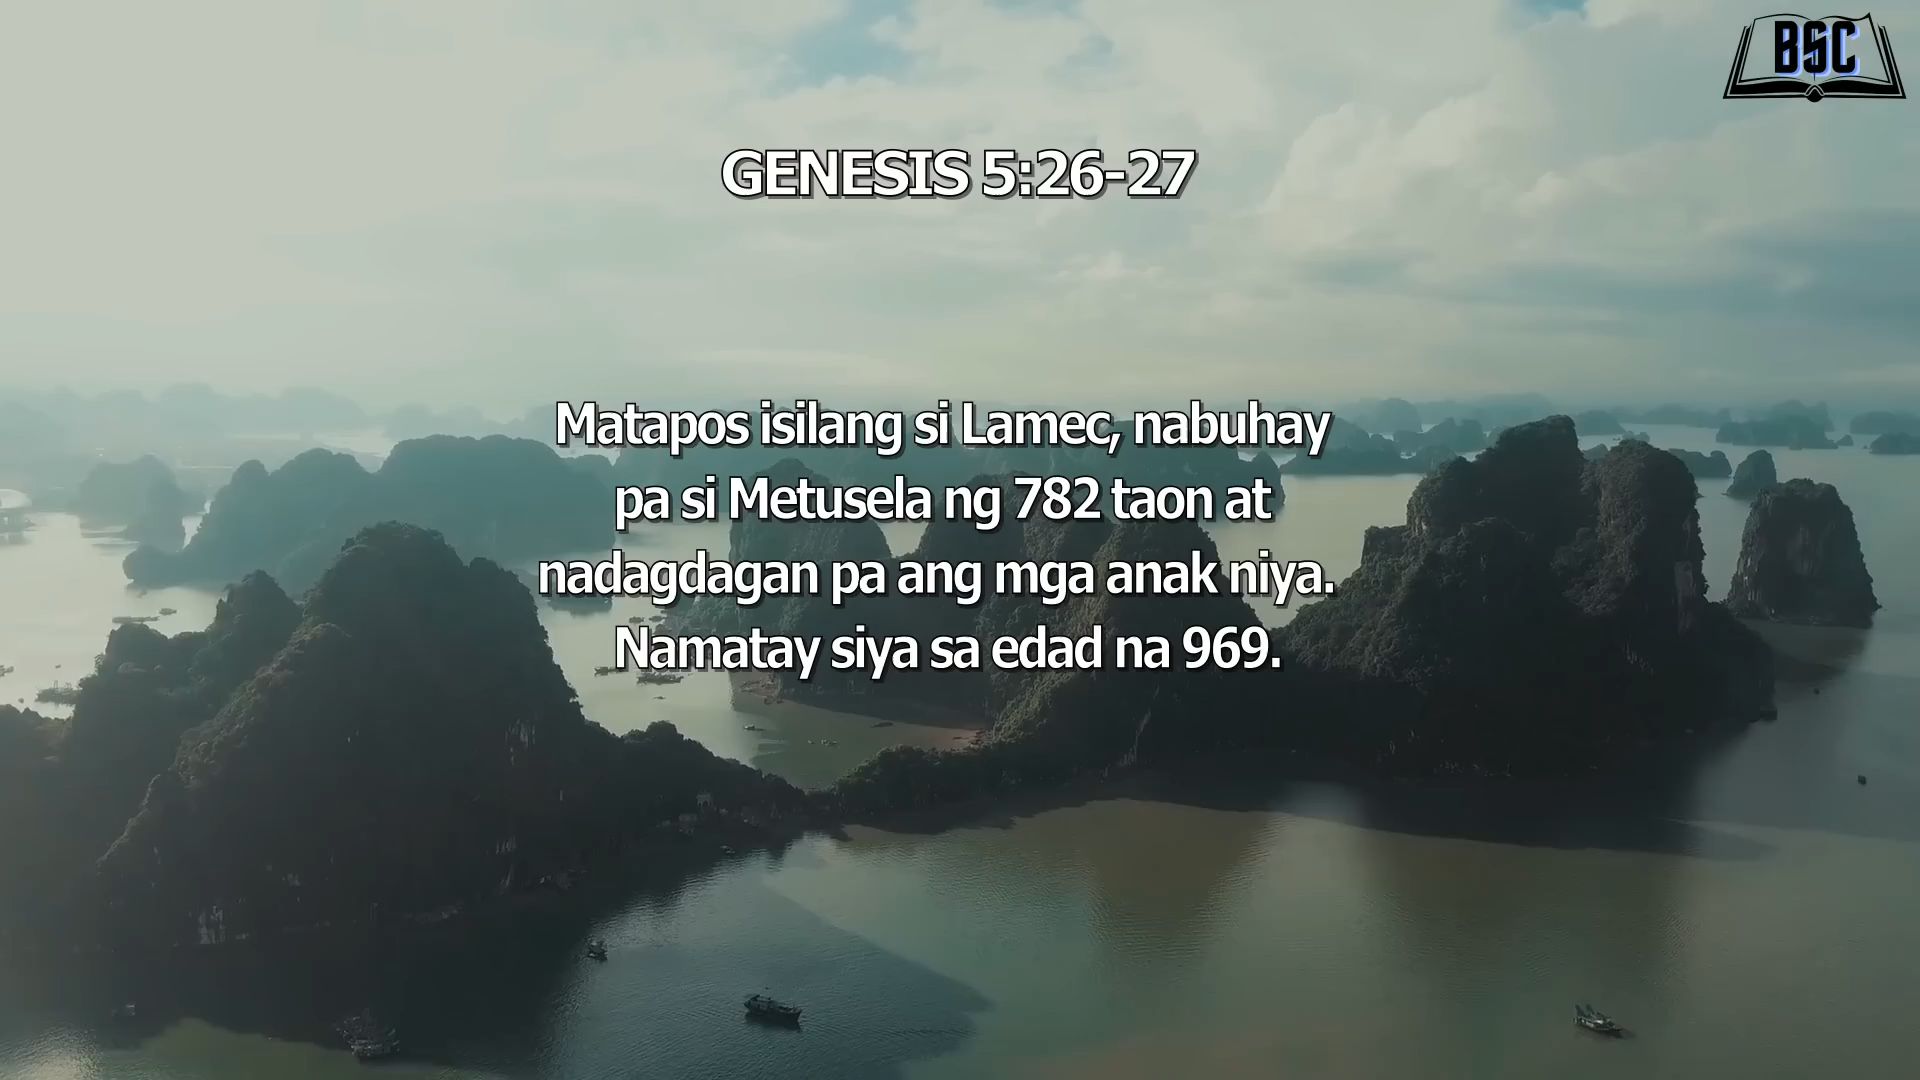 BSC
GENESIS 5:26-27
Matapos isilang si Lamec, nabuhay
pa si Metusela ng 782 taon at
nadagdagan pa ang mga anak niya.
Namatay siya sa edad na 969.